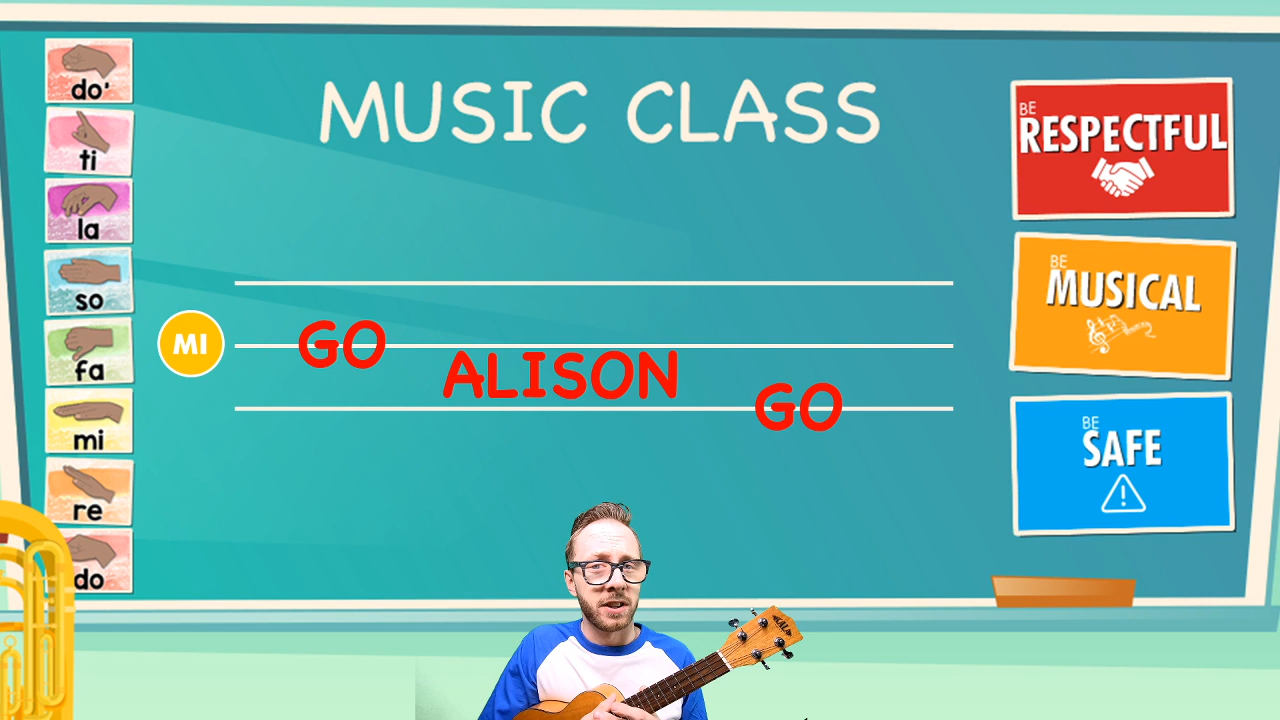 do'
ti
la
so
fa
mi
re
do
MUSIC CLASS
MI
GO
ALISON
GO
BE
RESPECTFUL
BE
MUSICAL
BE
SAFE
KALA